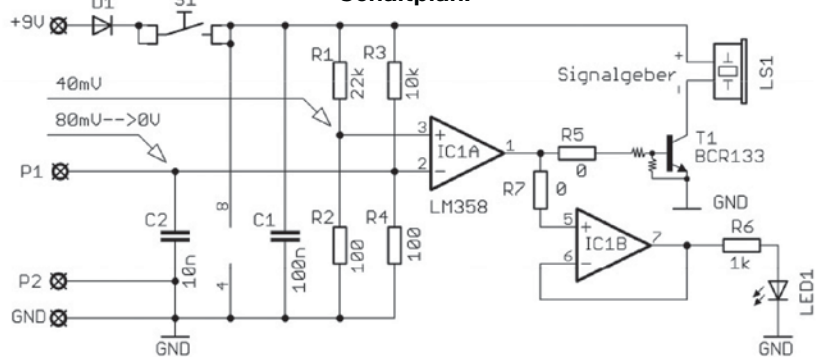 Schaltplan:
D1
S1
+9V
R1
22k
R3
10k
+
-
Signalgeber
LS1
40mV
80mV-->0V
3
+
2
-
IC1A
1
LM358
R5
0
T1
BCR133
GND
P1
R7
0
C2
10n
8
4
C1
100n
R2
100
R4
100
5
+
6
-
IC1B
7
R6
1k
LED1
P2
GND
GND
GND